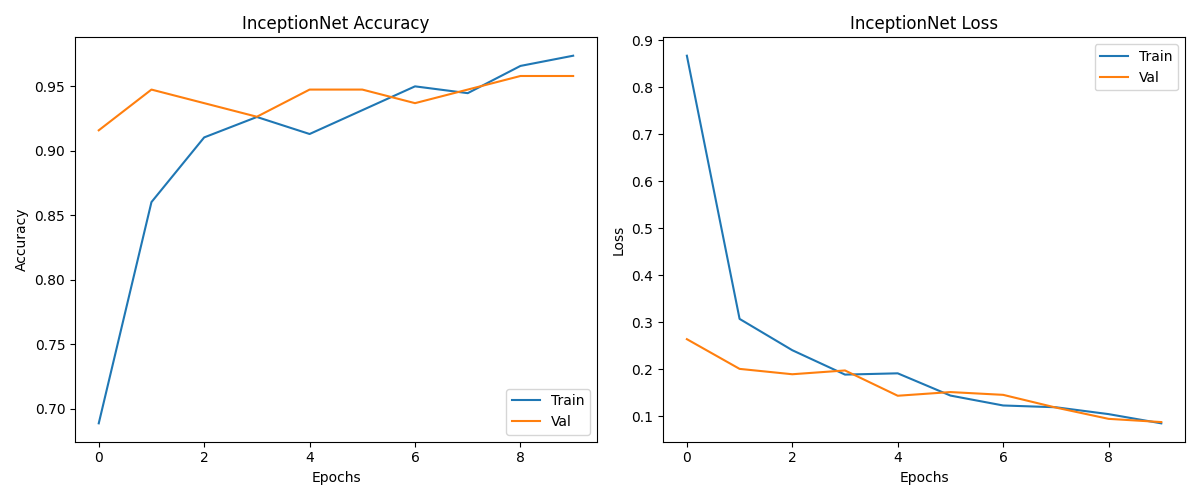 InceptionNet Accuracy
0.95
0.90
0.85
0.80
0.75
0.70
Accuracy
0 2 4 6 8
Epochs
Train
Val
InceptionNet Loss
0.9
0.8
0.7
0.6
0.5
0.4
0.3
0.2
0.1
Loss
0 2 4 6 8
Epochs
Train
Val